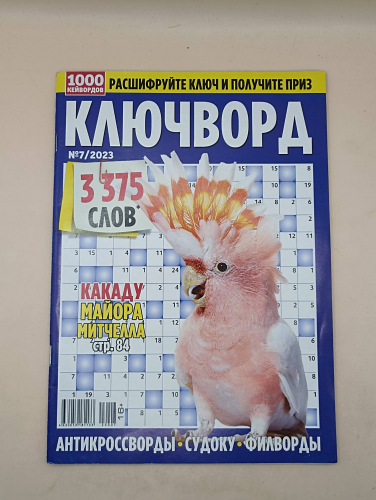 1000
КЕЙВОРДОВ
РАСШИФРУЙТЕ КЛЮЧ И ПОЛУЧИТЕ ПРИЗ
КЛЮЧВОРД
№7/2023
3 375
СЛОВ*
КАКАДУ
МАЙОРА
МИТЧЕЛЛА
стр. 84
16+
АНТИКРОССВОРДЫ • СУДОКУ • ФИЛВОРДЫ